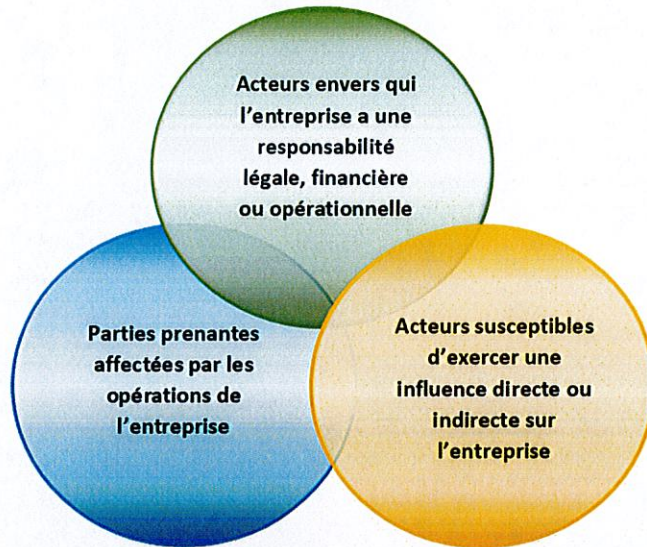 Acteurs envers qui
l'entreprise a une
responsabilité
légale, financière
ou opérationnelle
Parties prenantes
affectées par les
opérations de
l'entreprise
Acteurs susceptibles
d'exercer une
influence directe ou
indirecte sur
l'entreprise